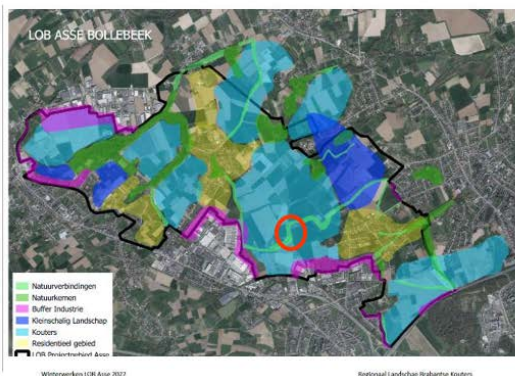 LOB ASSE BOLLEBEEK
Natuurverbindingen
Natuurkernen
Buffer Industrie
Kleinschalig Landschap
Kouters
Residentieel gebied
LOB Projectgebied Asse
Winterwerken LOB Asse 2022
Regionaal Landschap Brabantse Kouters